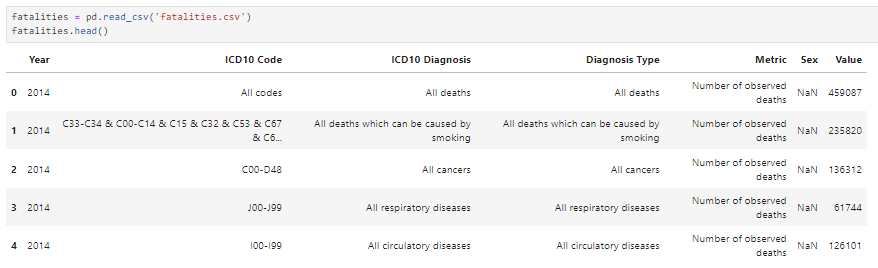 fatalities = pd.read_csv('fatalities.csv')
fatalities.head()
Year ICD10 Code ICD10 Diagnosis Diagnosis Type Metric Sex Value
0 2014 All codes All deaths All deaths Number of observed deaths NaN 459087
1 2014 C33-C34 & C00-C14 & C15 & C32 & C53 & C67 & C6... All deaths which can be caused by smoking All deaths which can be caused by smoking Number of observed deaths NaN 235820
2 2014 C00-D48 All cancers All cancers Number of observed deaths NaN 136312
3 2014 J00-J99 All respiratory diseases All respiratory diseases Number of observed deaths NaN 61744
4 2014 I00-I99 All circulatory diseases All circulatory diseases Number of observed deaths NaN 126101